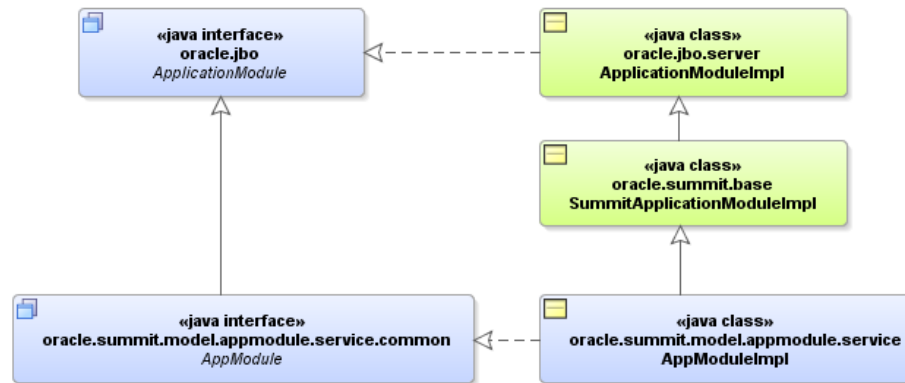 «java interface»
oracle.jbo
ApplicationModule
«java class»
oracle.jbo.server
ApplicationModuleImpl
«java class»
oracle.summit.base
SummitApplicationModuleImpl
«java interface»
oracle.summit.model.appmodule.service.common
AppModule
«java class»
oracle.summit.model.appmodule.service
AppModuleImpl